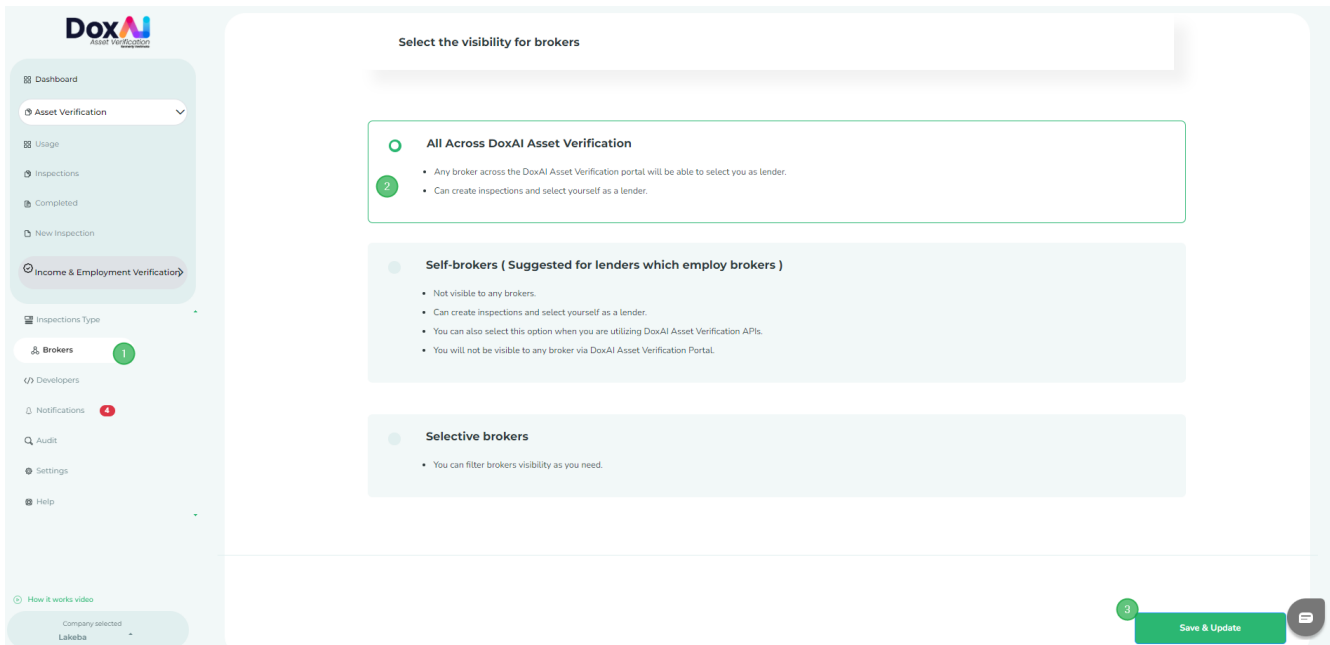 DoxAI
Asset Verification
Dashboard
Asset Verification
Usage
Inspections
Completed
New Inspection
Income & Employment Verification
Inspections Type
Brokers
1
Developers
Notifications
4
Audit
Settings
Help
How it works video
Company selected
Lakeba
Select the visibility for brokers
All Across DoxAI Asset Verification
• Any broker across the DoxAI Asset Verification portal will be able to select you as lender.
2
• Can create inspections and select yourself as a lender.
Self-brokers ( Suggested for lenders which employ brokers )
• Not visible to any brokers.
• Can create inspections and select yourself as a lender.
• You can also select this option when you are utilizing DoxAI Asset Verification APIs.
• You will not be visible to any broker via DoxAI Asset Verification Portal.
Selective brokers
• You can filter brokers visibility as you need.
3
Save & Update